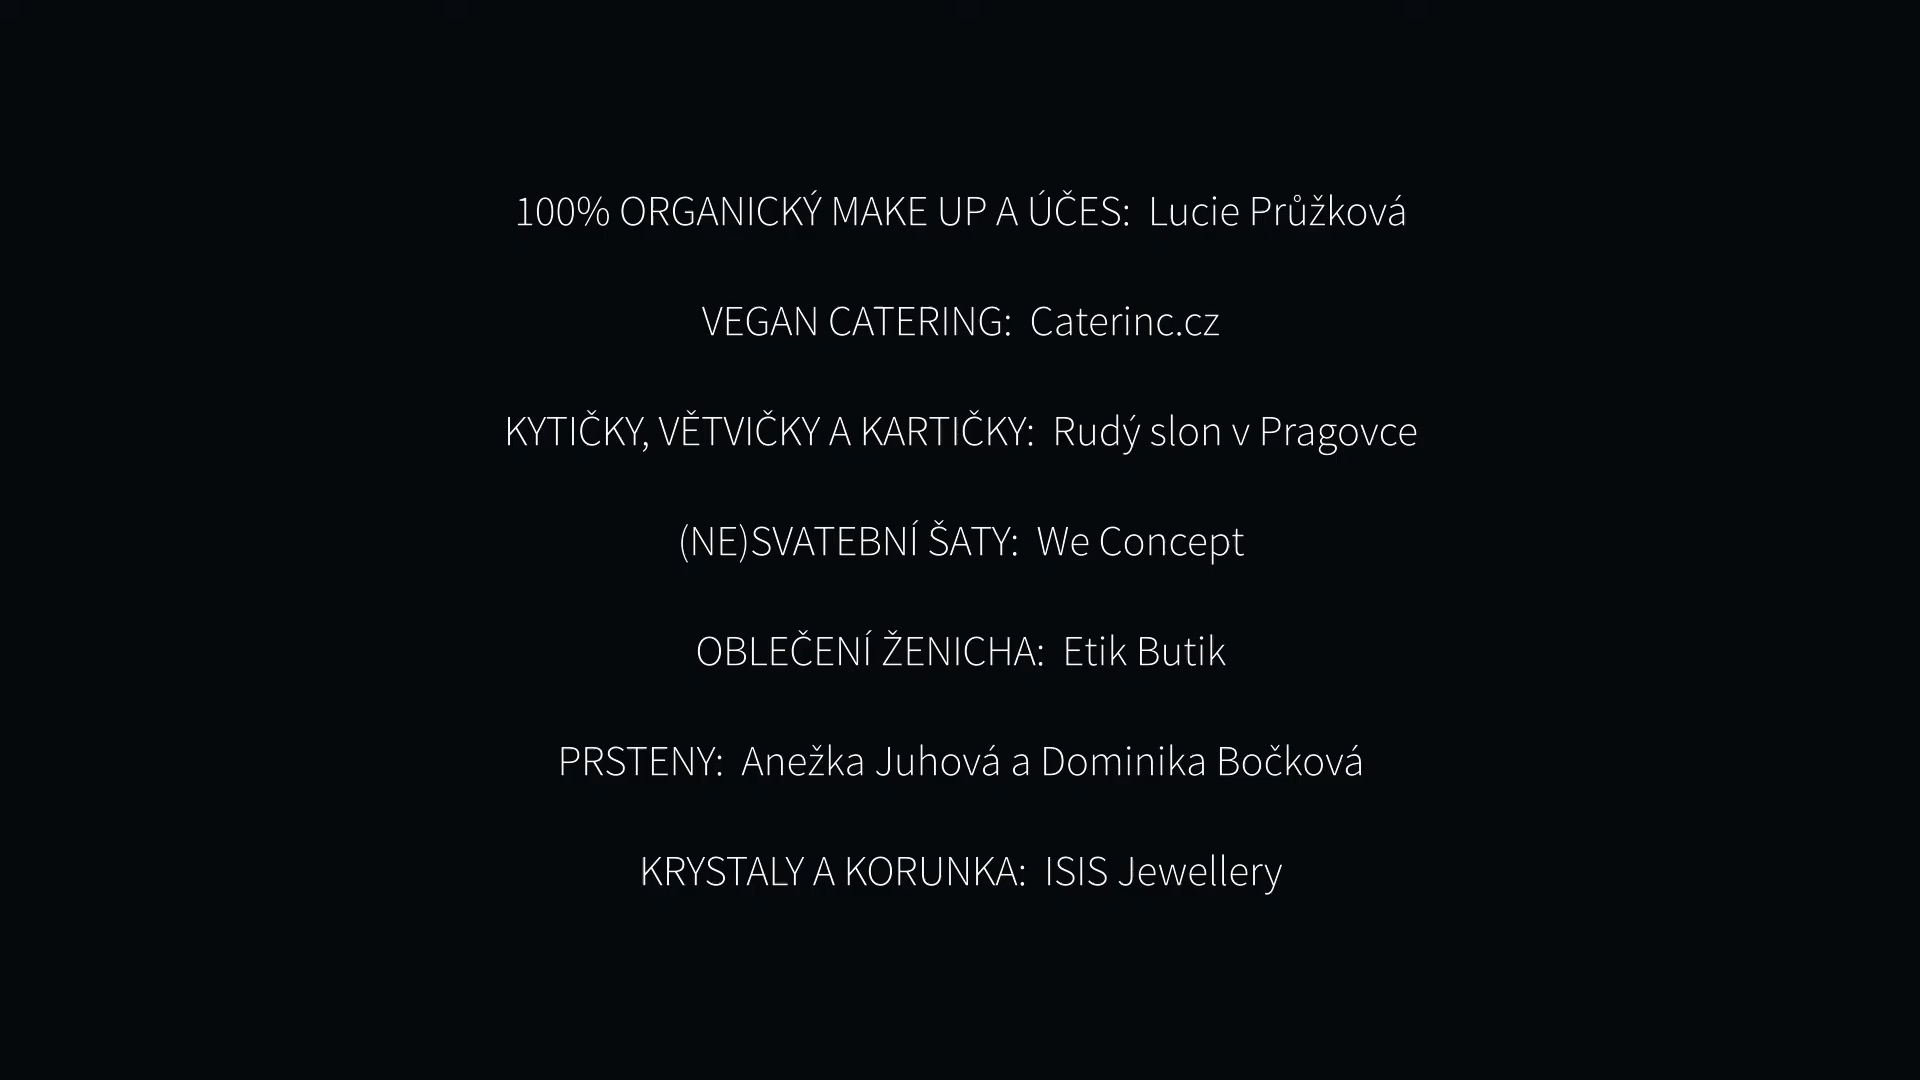 100% ORGANICKÝ MAKE UP A ÚČES: Lucie Průžková
VEGAN CATERING: Caterinc.cz
KYTIČKY, VĚTVIČKY A KARTIČKY: Rudý slon v Pragovce
(NE)SVATEBNÍ ŠATY: We Concept
OBLEČENÍ ŽENICHA: Etik Butik
PRSTENY: Anežka Juhová a Dominika Bočková
KRYSTALY A KORUNKA: ISIS Jewellery